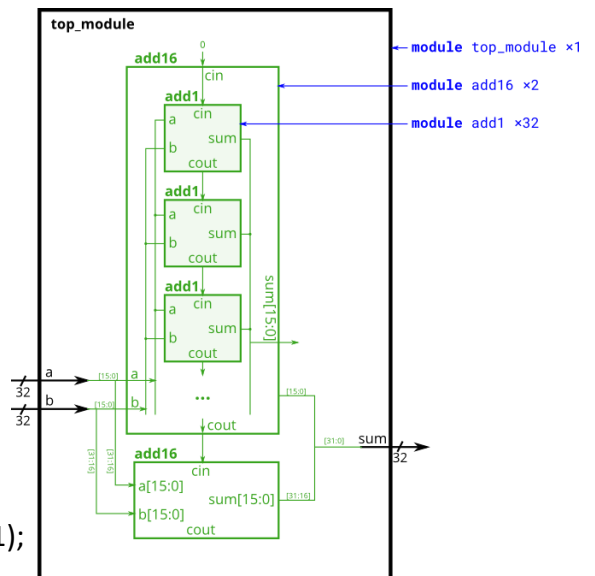 top_module
0
module top_module ×1
add16
cin
module add16 ×2
add1
cin
module add1 ×32
a
sum
b
cout
add1
cin
a
sum
b
cout
add1
cin
a
sum
b
cout
sum[15:0]
a
[15:0]
a
32
...
[15:0]
b
[15:0]
b
32
cout
sum
[31:0]
32
add16
cin
[31:16]
[31:16]
a[15:0]
sum[15:0]
[31:16]
b[15:0]
cout
);